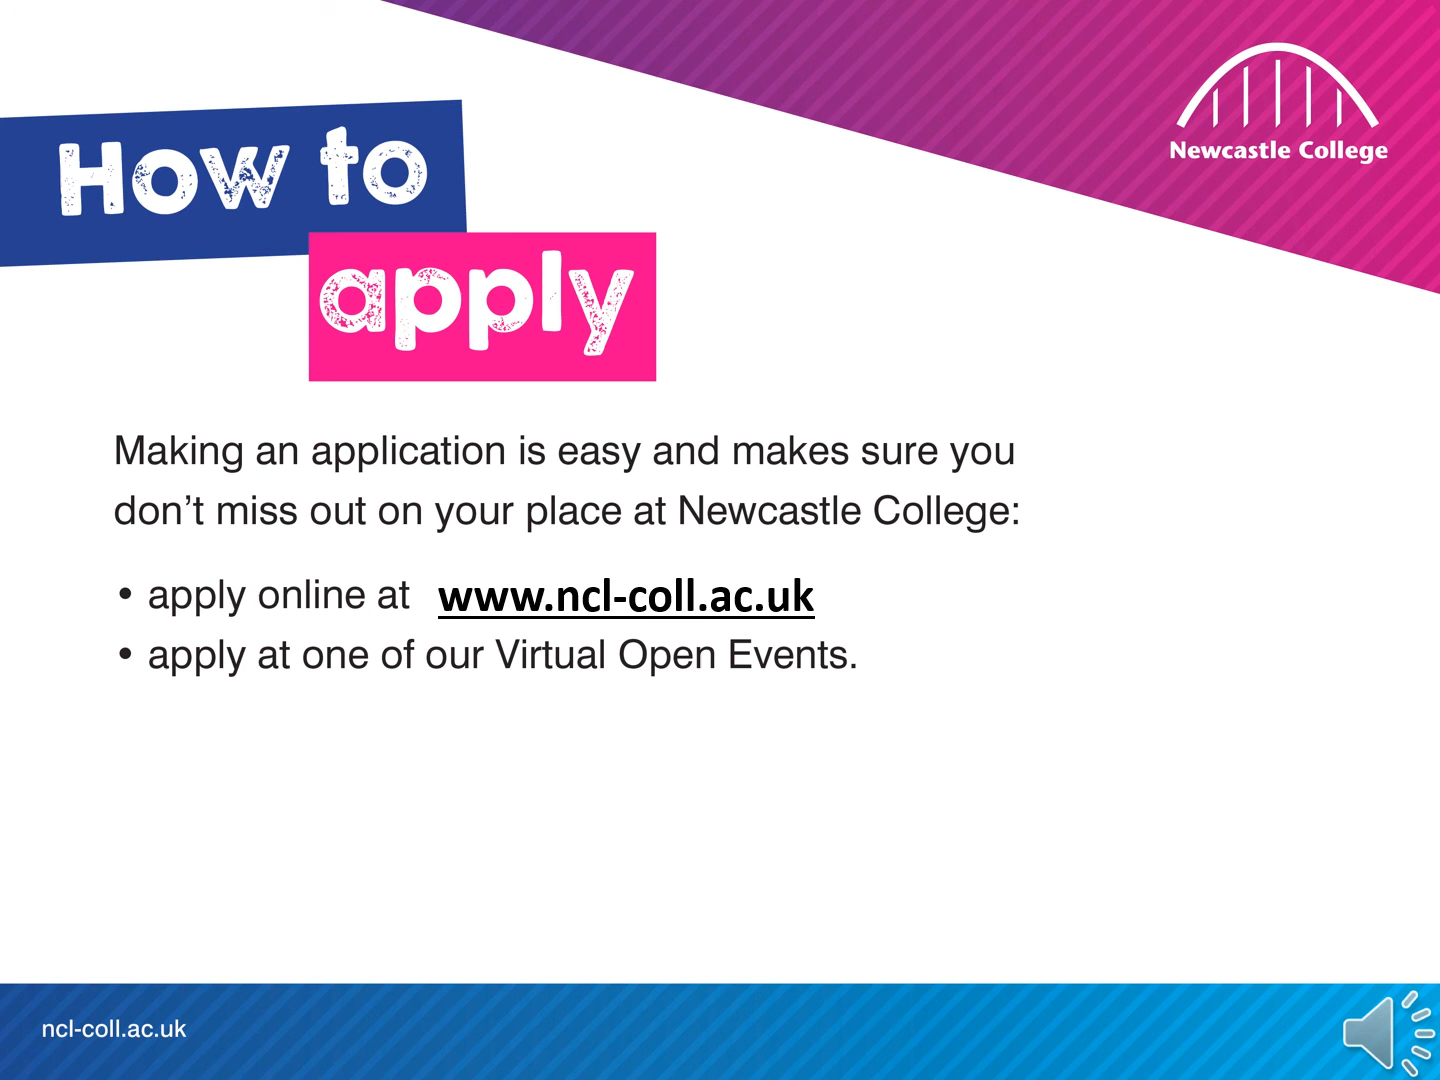 Newcastle College
How to
apply
Making an application is easy and makes sure you
don’t miss out on your place at Newcastle College:
• apply online at www.ncl-coll.ac.uk
• apply at one of our Virtual Open Events.
ncl-coll.ac.uk